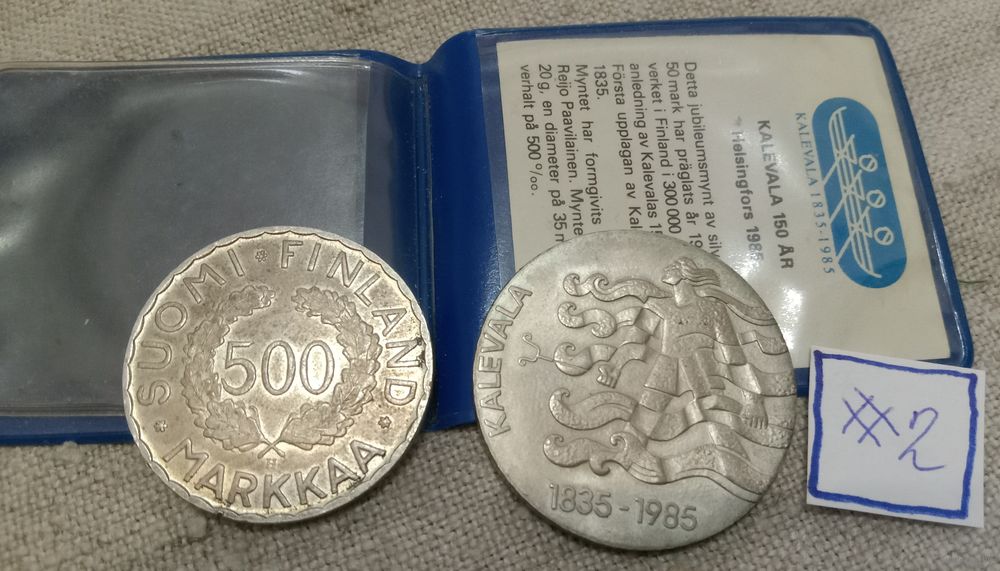 KALEVALA 1835-1985
KALEVALA 150 ÅR
Helsingfors 1985
Detta jubileumsmynt av silv
50 mark har präglats år 19
verket i Finland i 300 000
anledning av Kalevalas 15
Första upplagan av Kal
1835.
Myntet har formgivits
Reijo Paavilainen. Mynte
20 g, en diameter på 35 m
verhalt på 500 ‰.
SUOMI * FINLAND
500
* MARKKAA *
KALEVALA
1835-1985
#2